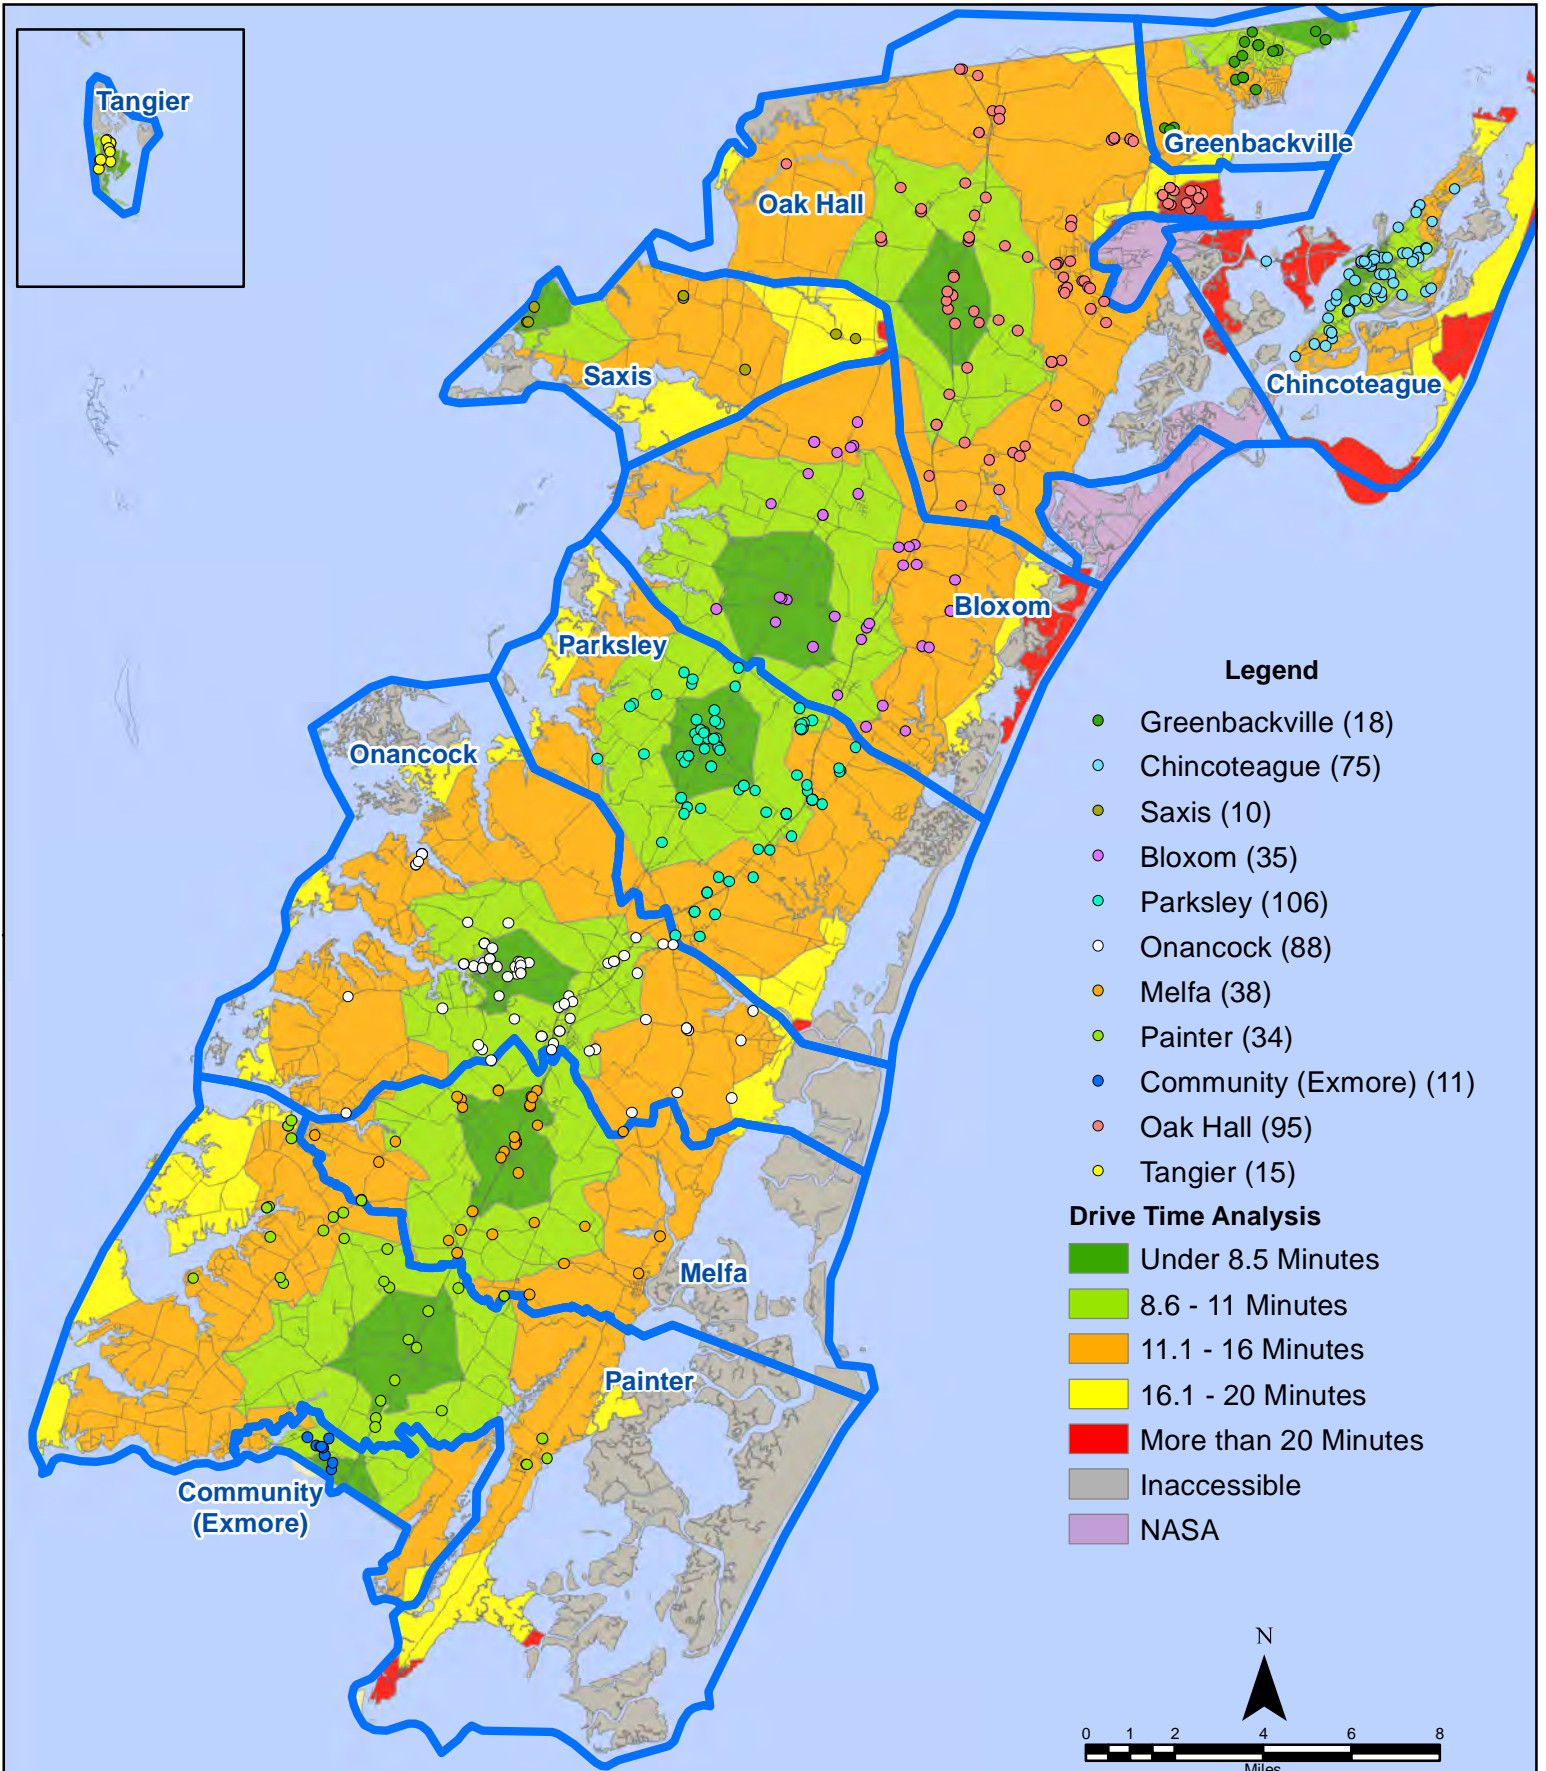 Tangier
Greenbackville
Oak Hall
Saxis
Chincoteague
Bloxom
Parksley
Onancock
Melfa
Painter
Community
(Exmore)
Legend
Greenbackville (18)
Chincoteague (75)
Saxis (10)
Bloxom (35)
Parksley (106)
Onancock (88)
Melfa (38)
Painter (34)
Community (Exmore) (11)
Oak Hall (95)
Tangier (15)
Drive Time Analysis
Under 8.5 Minutes
8.6 - 11 Minutes
11.1 - 16 Minutes
16.1 - 20 Minutes
More than 20 Minutes
Inaccessible
NASA
N
0 1 2 4 6 8
Miles